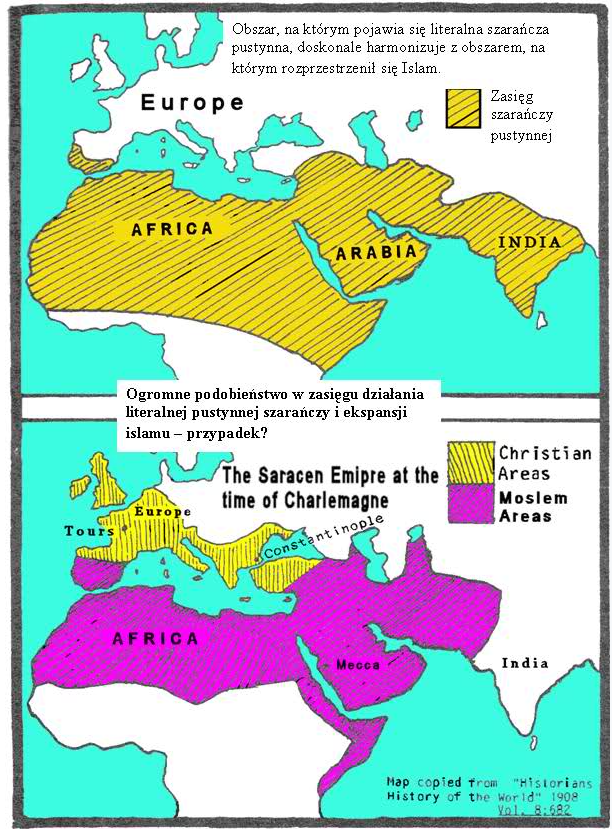 Obszar, na którym pojawia się literalna szarańcza
pustynna, doskonale harmonizuje z obszarem, na
którym rozprzestrzenił się Islam.
Europe
Zasięg
szarańczy
pustynnej
AFRICA
ARABIA
INDIA
Ogromne podobieństwo w zasięgu działania
literalnej pustynnej szarańczy i ekspansji
islamu – przypadek?
The Saracen Emipre at the
time of Charlemagne
Christian
Areas
Moslem
Areas
Europe
Tours
Constantinople
AFRICA
Mecca
India
Map copied from "Historians
History of the World" 1908
Vol. 8:682